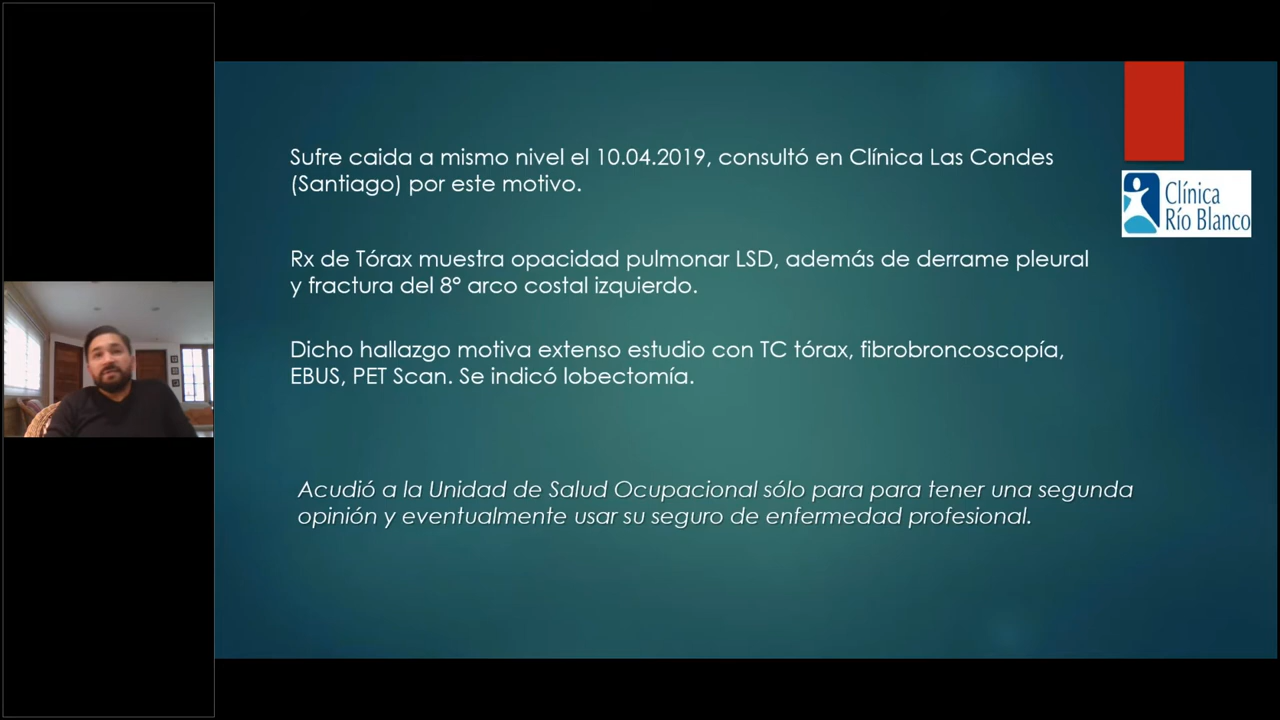 Sufre caida a mismo nivel el 10.04.2019, consultó en Clínica Las Condes
(Santiago) por este motivo.
Clínica
Río Blanco
Rx de Tórax muestra opacidad pulmonar LSD, además de derrame pleural
y fractura del 8° arco costal izquierdo.
Dicho hallazgo motiva extenso estudio con TC tórax, fibrobroncoscopía,
EBUS, PET Scan. Se indicó lobectomía.
Acudió a la Unidad de Salud Ocupacional sólo para para tener una segunda
opinión y eventualmente usar su seguro de enfermedad profesional.